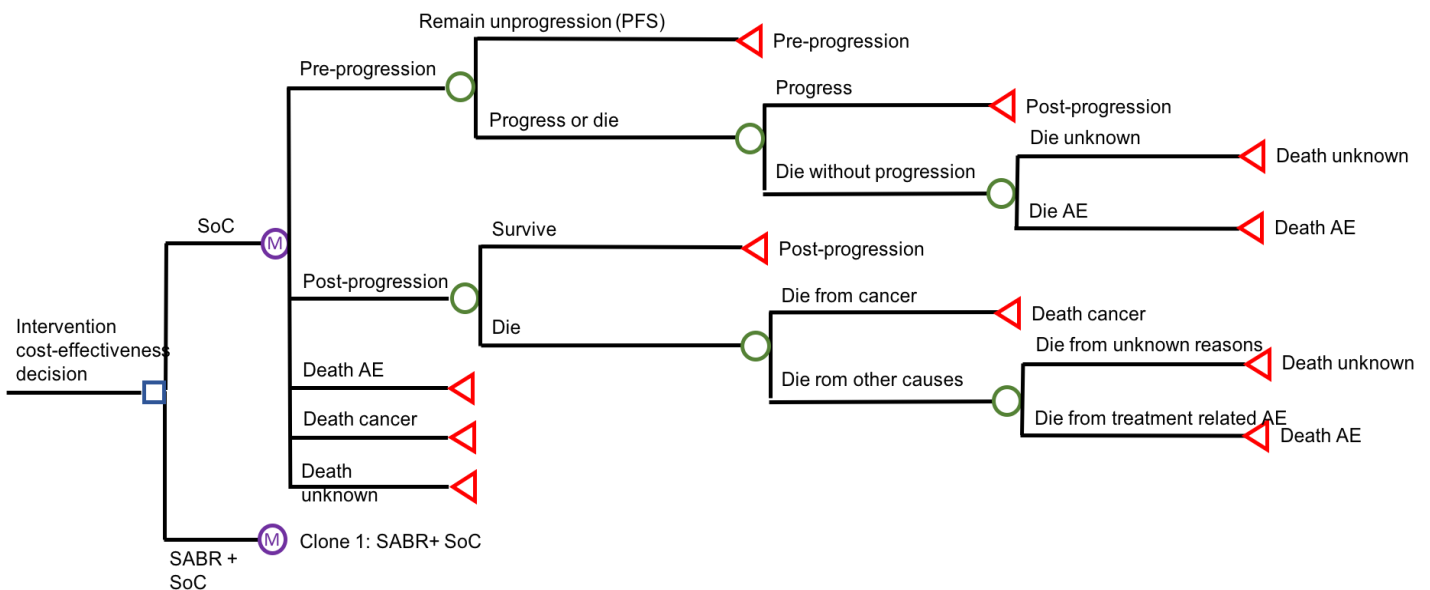 Remain unprogression (PFS)
Pre-progression
Pre-progression
Progress
Post-progression
Progress or die
Die unknown
Death unknown
Die without progression
Die AE
Death AE
SoC
M
Survive
Post-progression
Post-progression
Die from cancer
Death cancer
Intervention
cost-effectiveness
decision
Die
Die from unknown reasons
Death unknown
Death AE
Die rom other causes
Death cancer
Die from treatment related AE
Death AE
Death
unknown
M
Clone 1: SABR+ SoC
SABR +
SoC